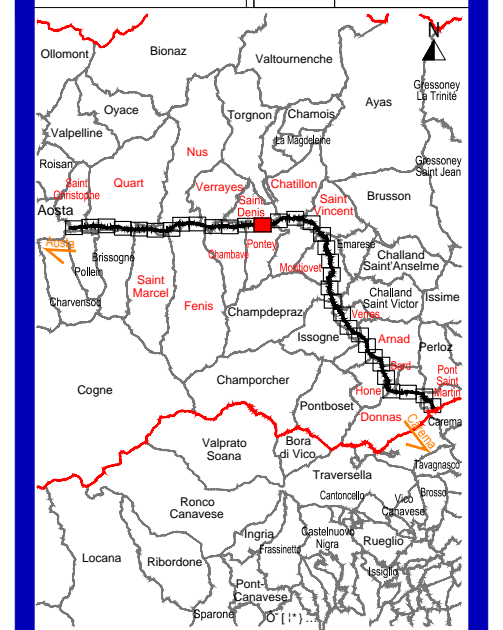 N
Ollomont
Bionaz
Valtournenche
Gressoney
La Trinité
Ayas
Oyace
Torgnon
Chamois
Valpelline
La Magdeleine
Nus
Roisan
Gressoney
Saint Jean
Saint
Christophe
Quart
Verrayes
Chatillon
Brusson
Saint
Denis
Saint
Vincent
Aosta
Aosta
Pontey
Emarese
Chambave
Brissogne
Challand
Saint'Anselme
Pollein
Montjovet
Saint
Marcel
Challand
Saint Victor
Issime
Charvensod
Fenis
Champdepraz
Verres
Issogne
Arnad
Perloz
Bard
Pont
Saint
Martin
Champorcher
Cogne
Hone
Pontboset
Donnas
Carema
Carema
Valprato
Soana
Bora
di Vico
Tavagnasco
Traversella
Cantoncello
Brosso
Vico
Canavese
Ronco
Canavese
Castelnuovo
Nigra
Ingria
Frassinetto
Rueglio
Locana
Ribordone
Issiglio
Pont-
Canavese
Sparone